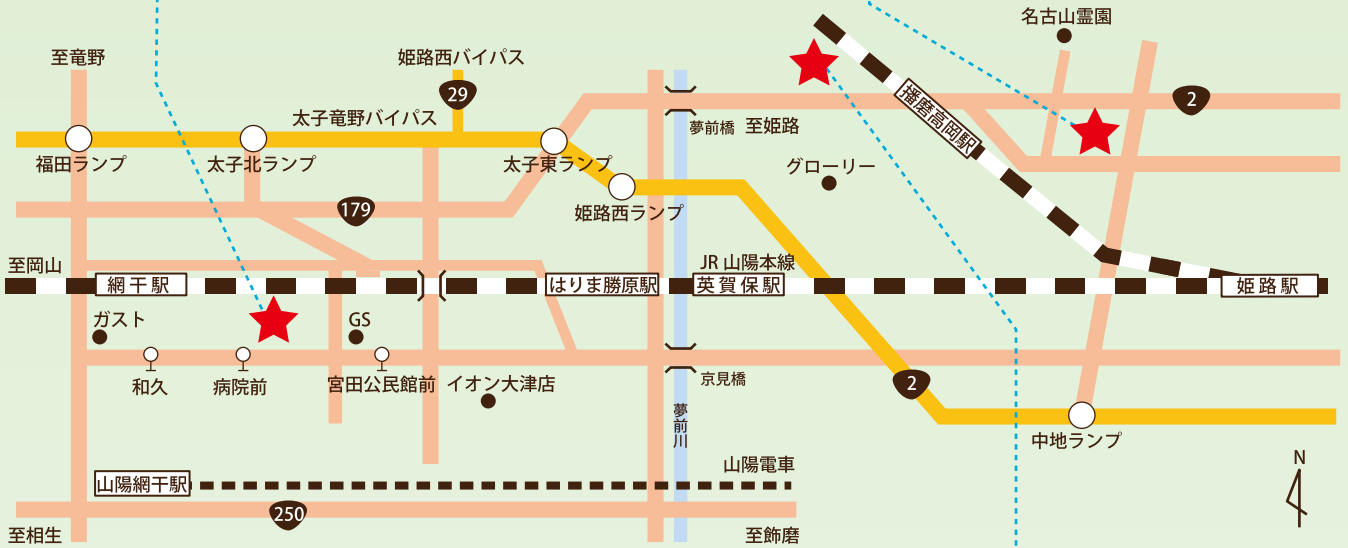 名古山霊園
至竜野
姫路西バイパス
29
2
太子竜野バイパス
播磨高岡駅
夢前橋
至姫路
福田ランプ
太子北ランプ
太子東ランプ
グローリー
179
姫路西ランプ
至岡山
JR 山陽本線
網干駅
はりま勝原駅
英賀保駅
姫路駅
ガスト
GS
和久
病院前
宮田公民館前
イオン大津店
京見橋
2
夢前川
中地ランプ
山陽電車
N
山陽網干駅
250
至相生
至飾磨